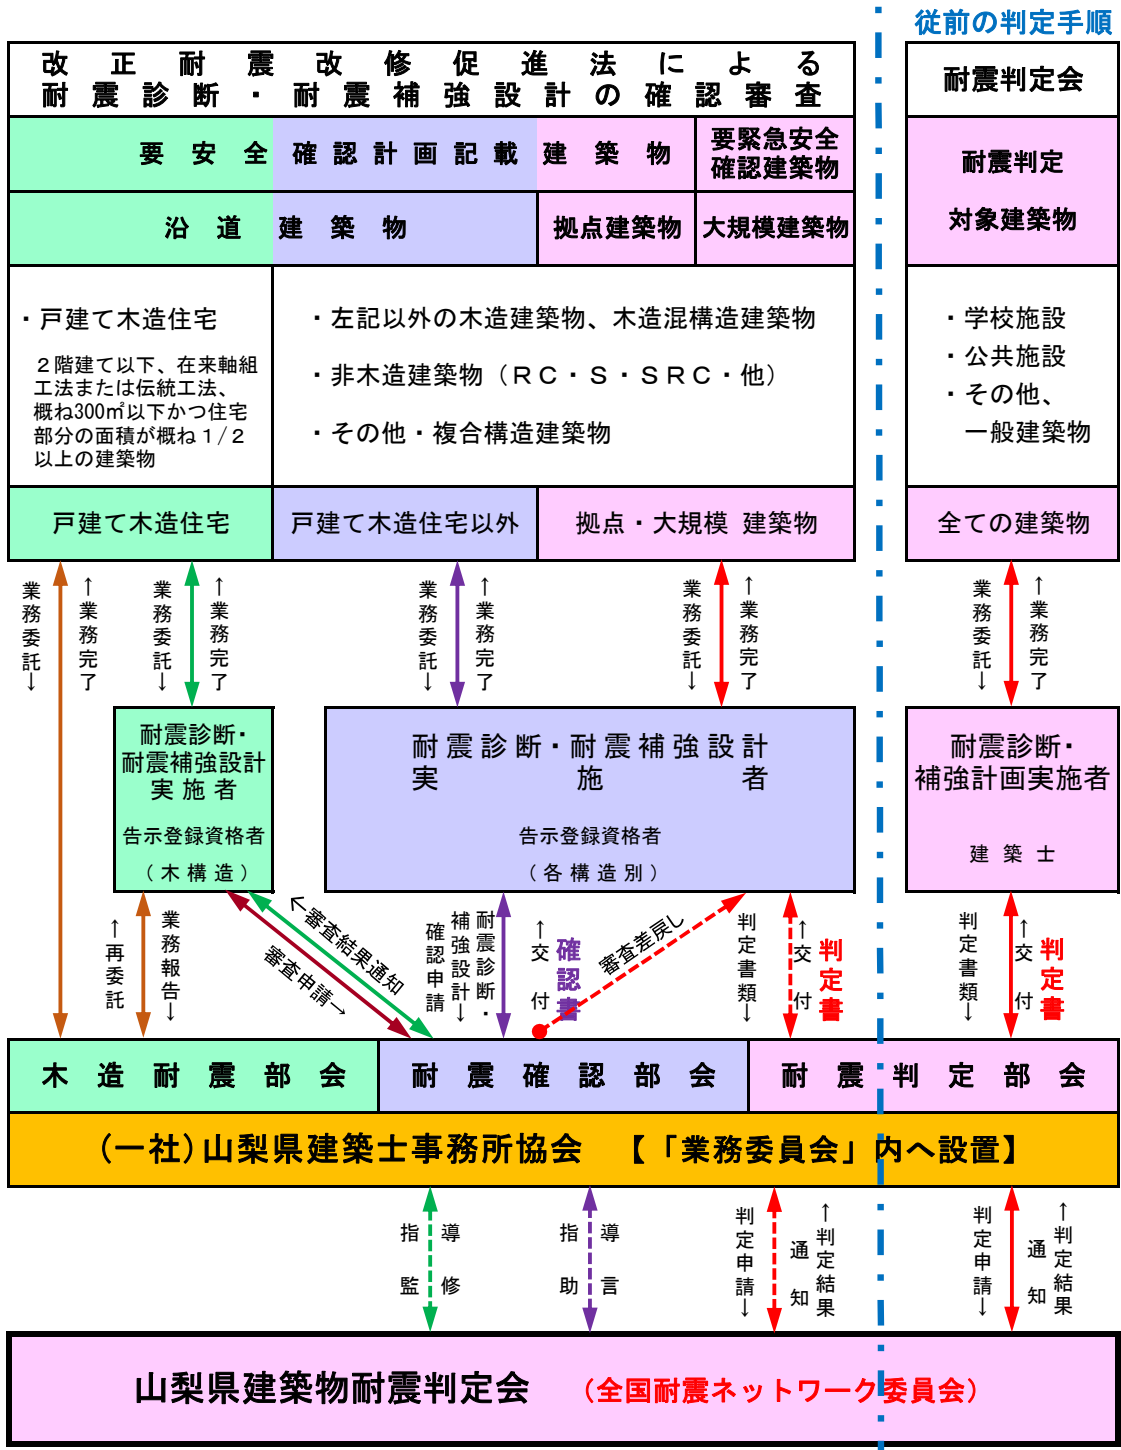 従前の判定手順
改正耐震改修促進法による
耐震診断・耐震補強設計の確認審査
耐震判定会
要安全確認計画記載建築物
要緊急安全
確認建築物
耐震判定
対象建築物
沿道建築物
拠点建築物
大規模建築物
・戸建て木造住宅
２階建て以下、在来軸組
工法または伝統工法、
概ね300㎡以下かつ住宅
部分の面積が概ね１/２
以上の建築物
・左記以外の木造建築物、木造混構造建築物
・非木造建築物（ＲＣ・Ｓ・ＳＲＣ・他）
・その他・複合構造建築物
・学校施設
・公共施設
・その他、
一般建築物
戸建て木造住宅
戸建て木造住宅以外
拠点・大規模 建築物
全ての建築物
業務委託→
←業務完了
業務委託→
←業務完了
業務委託→
←業務完了
業務委託→
←業務完了
業務委託→
←業務完了
耐震診断・
耐震補強設計
実施者
告示登録資格者
（木構造）
耐震診断・耐震補強設計
実施者
告示登録資格者
（各構造別）
耐震診断・
補強計画実施者
建築士
←再委託
業務報告→
←審査結果通知
審査申請→
耐震診断・
補強設計→
確認申請
←交付
確認書
審査差戻し
判定書類→
←交付
判定書
判定書類→
←交付
判定書
木造耐震部会
耐震確認部会
耐震判定部会
(一社)山梨県建築士事務所協会 【「業務委員会」内へ設置】
指導
監修
指導
助言
判定申請→
←判定結果
通知
判定申請→
←判定結果
通知
山梨県建築物耐震判定会 （全国耐震ネットワーク委員会）